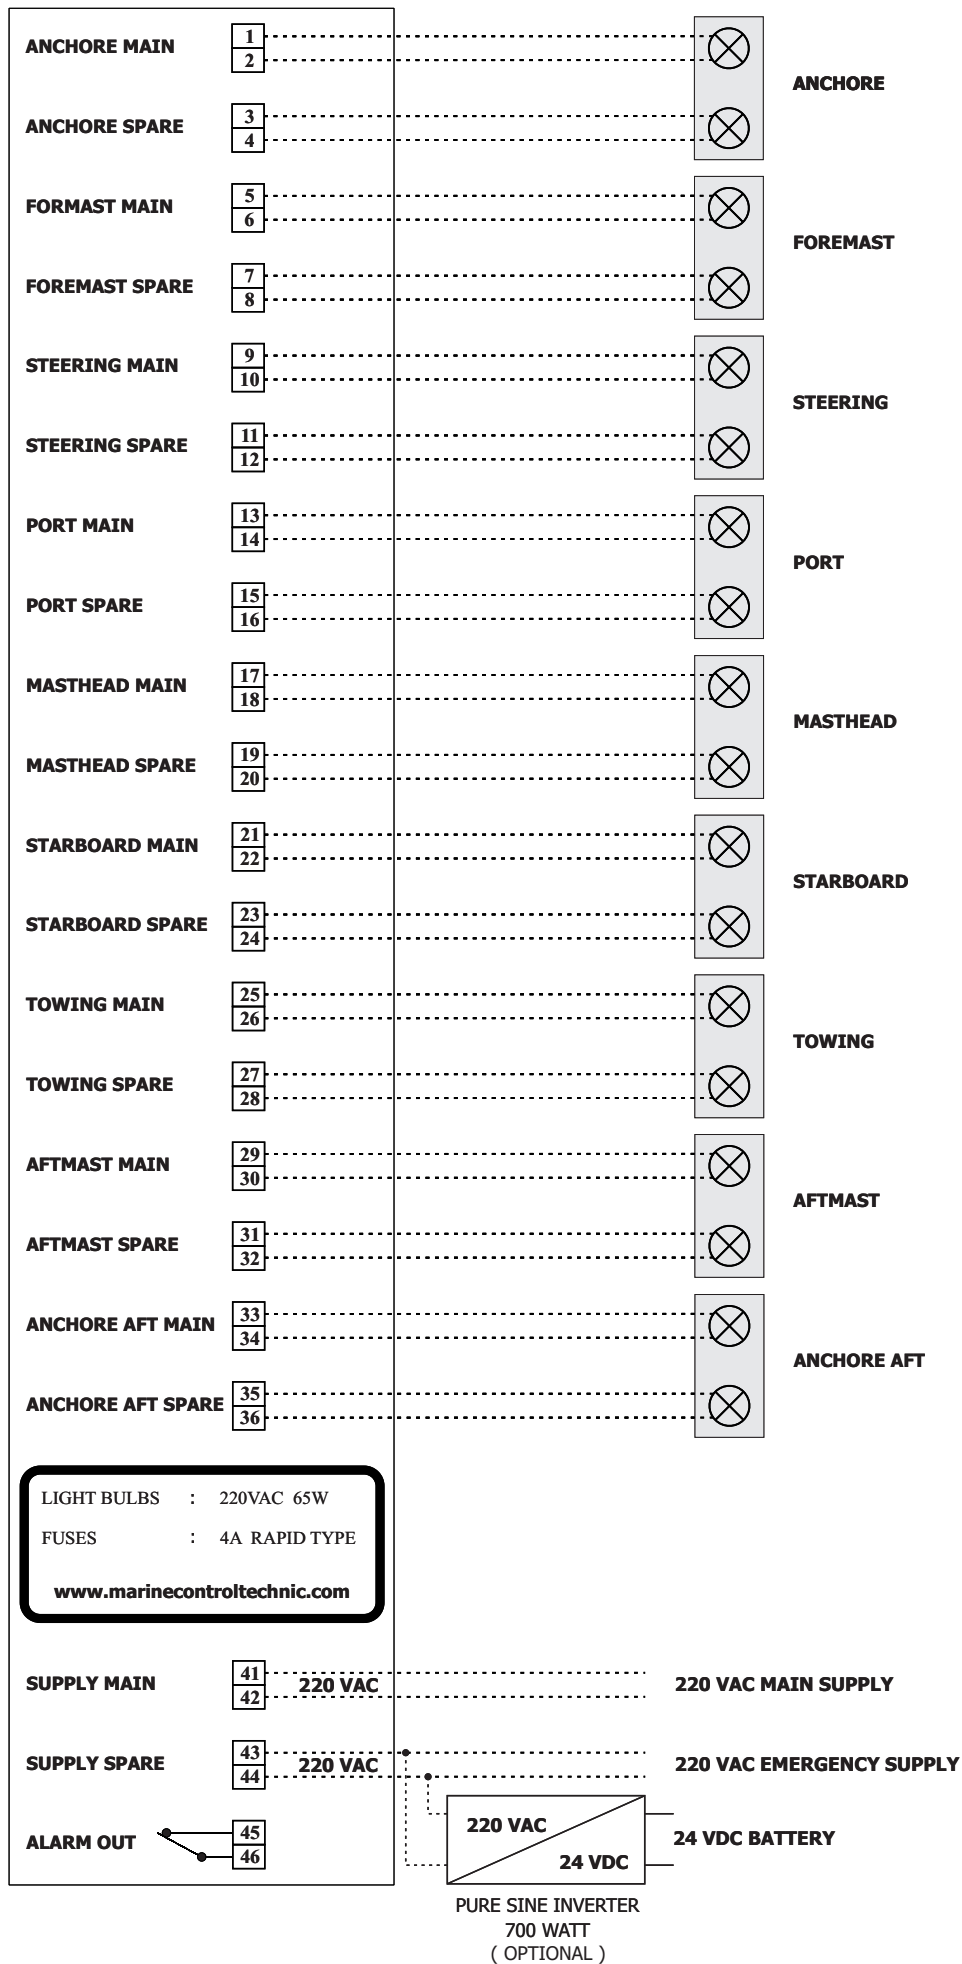 ANCHORE MAIN 1
2
ANCHORE
ANCHORE SPARE 3
4
FORMAST MAIN 5
6
FOREMAST
FOREMAST SPARE 7
8
STEERING MAIN 9
10
STEERING
STEERING SPARE 11
12
PORT MAIN 13
14
PORT
PORT SPARE 15
16
MASTHEAD MAIN 17
18
MASTHEAD
MASTHEAD SPARE 19
20
STARBOARD MAIN 21
22
STARBOARD
STARBOARD SPARE 23
24
TOWING MAIN 25
26
TOWING
TOWING SPARE 27
28
AFTMAST MAIN 29
30
AFTMAST
AFTMAST SPARE 31
32
ANCHORE AFT MAIN 33
34
ANCHORE AFT
ANCHORE AFT SPARE 35
36
LIGHT BULBS : 220VAC 65W
FUSES : 4A RAPID TYPE
www.marinecontroltechnic.com
SUPPLY MAIN 41
42
220 VAC 220 VAC MAIN SUPPLY
SUPPLY SPARE 43
44
220 VAC 220 VAC EMERGENCY SUPPLY
ALARM OUT 45
46
220 VAC
24 VDC
24 VDC BATTERY
PURE SINE INVERTER
700 WATT
( OPTIONAL )